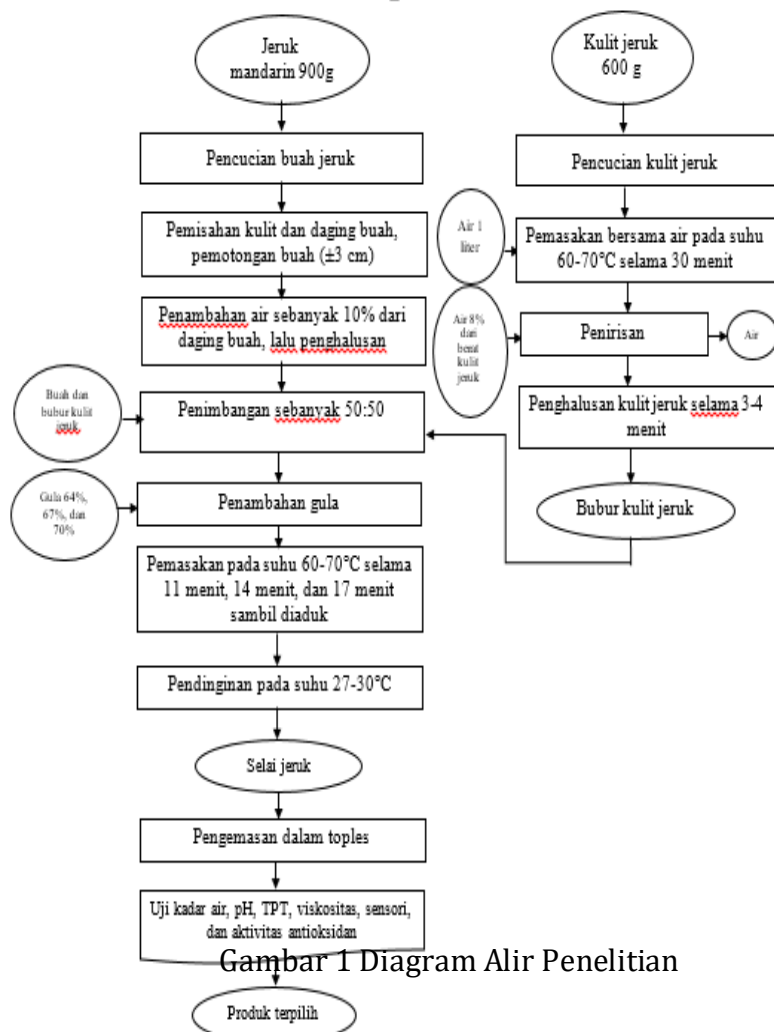 Jeruk
mandarin 900g
Pencucian buah jeruk
Pemisahan kulit dan daging buah,
pemotongan buah (±3 cm)
Penambahan air sebanyak 10% dari
daging buah, lalu penghalusan
Buah dan
bubur kulit
jeruk
Penimbangan sebanyak 50:50
Gula 64%,
67%, dan
70%
Penambahan gula
Pemasakan pada suhu 60-70°C selama
11 menit, 14 menit, dan 17 menit
sambil diaduk
Pendinginan pada suhu 27-30°C
Selai jeruk
Pengemasan dalam toples
Uji kadar air, pH, TPT, viskositas, sensori,
dan aktivitas antioksidan
Produk terpilih
Kulit jeruk
600 g
Pencucian kulit jeruk
Air 1
liter
Pemasakan bersama air pada suhu
60-70°C selama 30 menit
Air 8%
dari
berat
kulit
jeruk
Penirisan
Air
Penghalusan kulit jeruk selama 3-4
menit
Bubur kulit jeruk
Gambar 1 Diagram Alir Penelitian